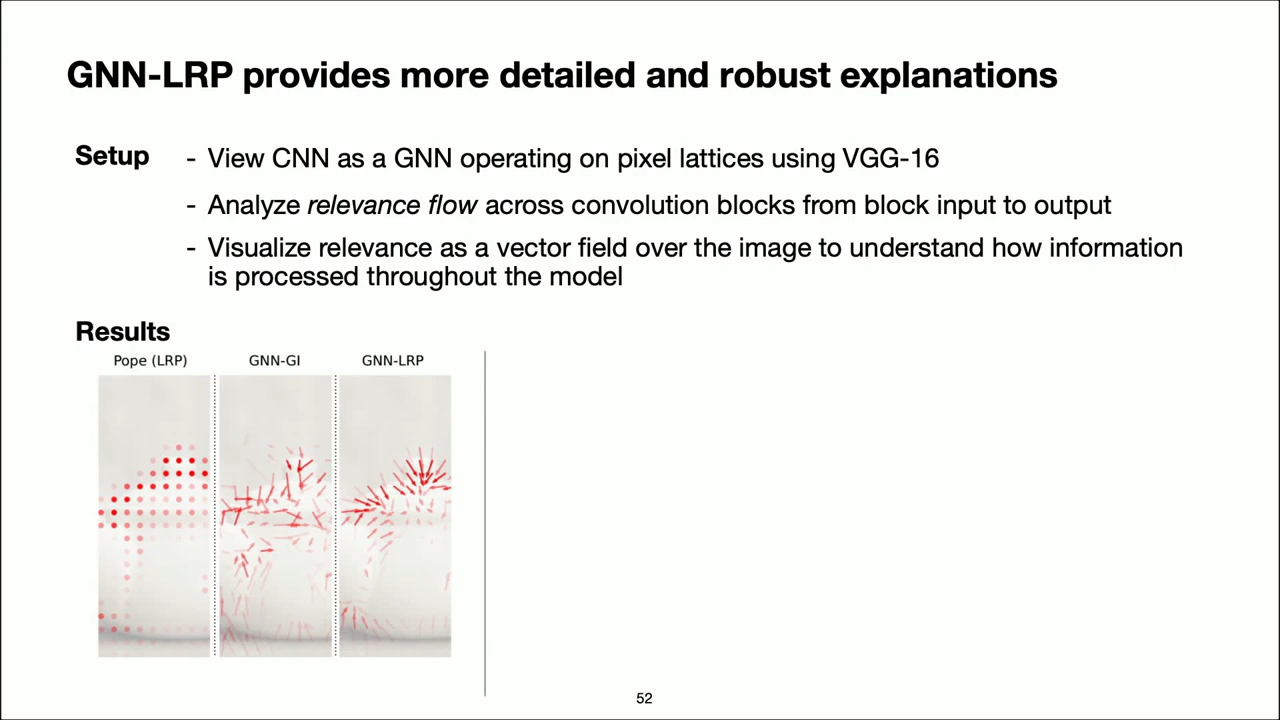 GNN-LRP provides more detailed and robust explanations
Setup
- View CNN as a GNN operating on pixel lattices using VGG-16
- Analyze relevance flow across convolution blocks from block input to output
- Visualize relevance as a vector field over the image to understand how information
is processed throughout the model
Results
Pope (LRP)
GNN-GI
GNN-LRP
52